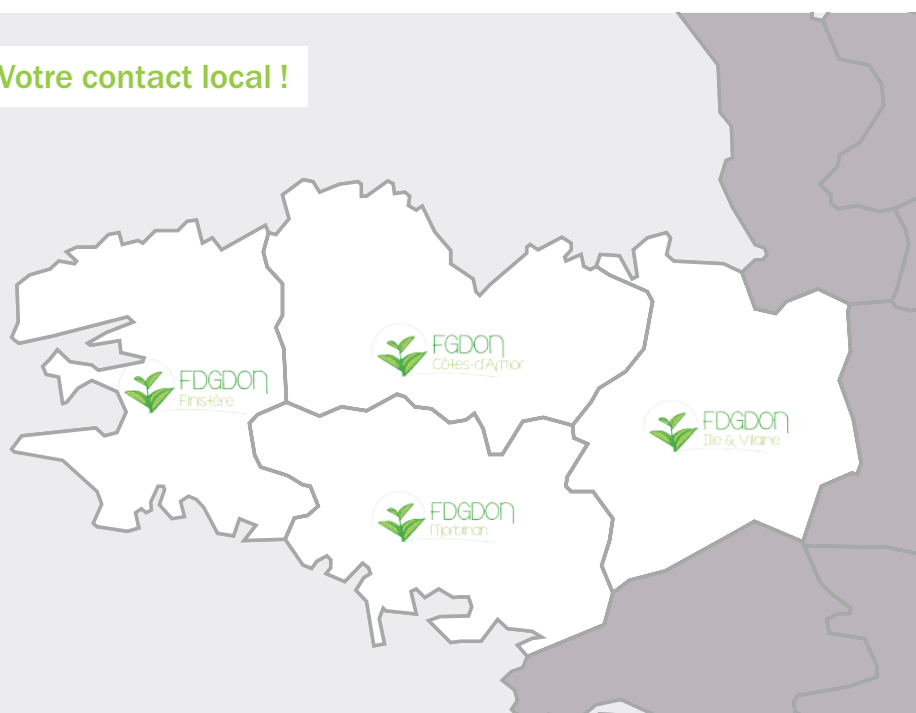 Votre contact local !
FGDON
Côtes-d'Armor
FDGDON
Finistère
FDGDON
Ille & Vilaine
FDGDON
Morbihan